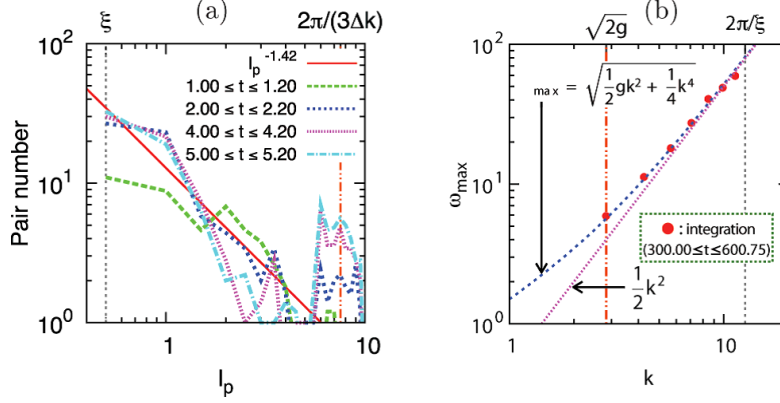 (a)
ξ
2π/(3Δk)
10²
10¹
10⁰
Pair number
l_p^-1.42
1.00 ≤ t ≤ 1.20
2.00 ≤ t ≤ 2.20
4.00 ≤ t ≤ 4.20
5.00 ≤ t ≤ 5.20
1
10
l_p
(b)
√2g
2π/ξ
10²
10¹
10⁰
ω_max
max = √(1/2 gk² + 1/4 k⁴)
: integration
(300.00≤t≤600.75)
1/2 k²
1
10
k